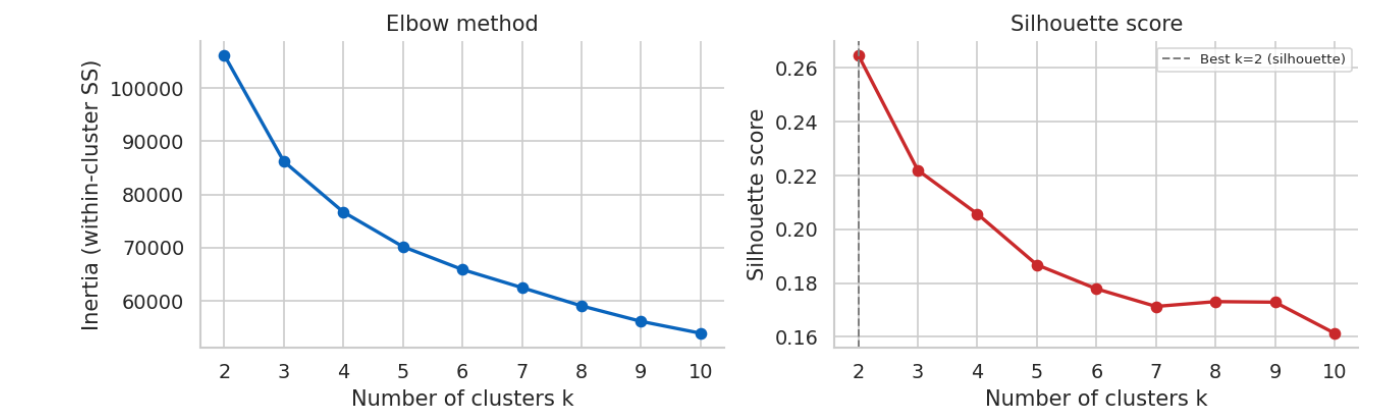 Elbow method
Inertia (within-cluster SS)
100000
90000
80000
70000
60000
2 3 4 5 6 7 8 9 10
Number of clusters k
Silhouette score
Best k=2 (silhouette)
Silhouette score
0.26
0.24
0.22
0.20
0.18
0.16
2 3 4 5 6 7 8 9 10
Number of clusters k